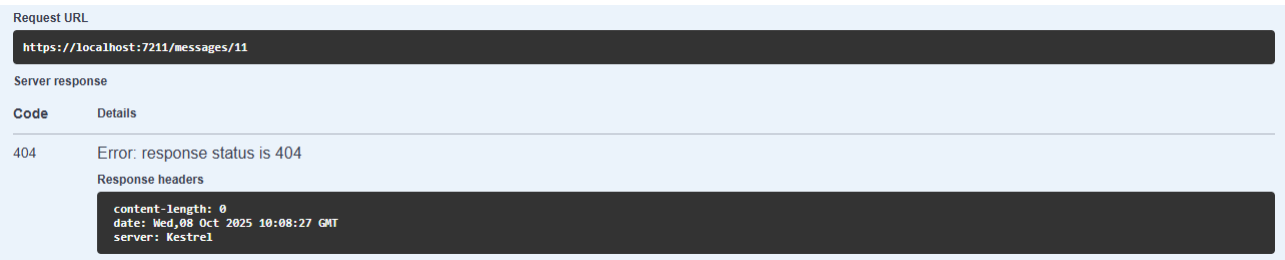 Request URL
https://localhost:7211/messages/11
Server response
Code Details
404 Error: response status is 404
Response headers
content-length: 0
date: Wed,08 Oct 2025 10:08:27 GMT
server: Kestrel